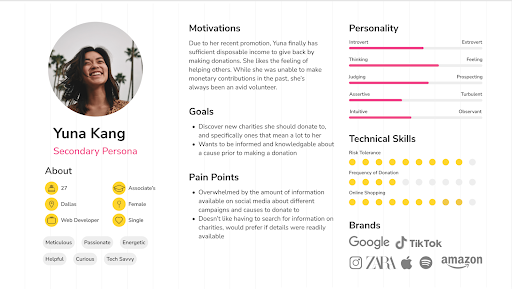 Yuna Kang
Secondary Persona
About
27
Associate's
Dallas
Female
Web Developer
Single
Meticulous
Passionate
Energetic
Helpful
Curious
Tech Savvy
Motivations
Due to her recent promotion, Yuna finally has
sufficient disposable income to give back by
making donations. She likes the feeling of
helping others. While she was unable to make
monetary contributions in the past, she's
always been an avid volunteer.
Goals
• Discover new charities she should donate to,
and specifically ones that mean a lot to her
• Wants to be informed and knowledgable about
a cause prior to making a donation
Pain Points
• Overwhelmed by the amount of information
available on social media about different
campaigns and causes to donate to
• Doesn't like having to search for information on
charities, would prefer if details were readily
available
Personality
Introvert
Extrovert
Thinking
Feeling
Judging
Prospecting
Assertive
Turbulent
Intuitive
Observant
Technical Skills
Risk Tolerance
Frequency of Donation
Online Shopping
Brands
Google
TikTok
ZARA
amazon